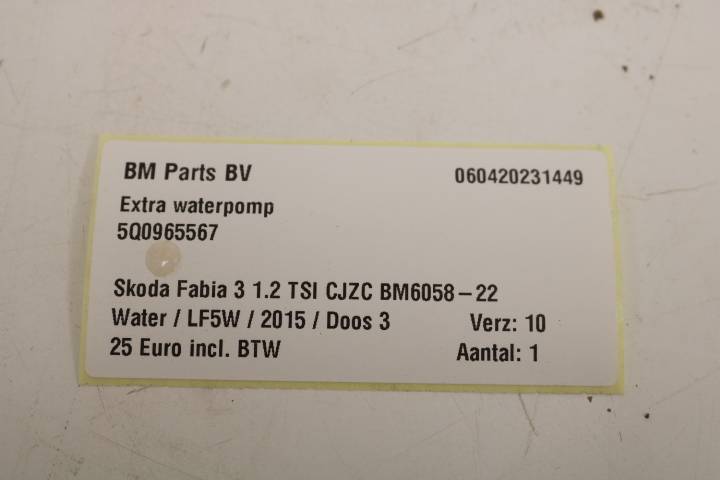 BM Parts BV 060420231449
Extra waterpomp
5Q0965567
Skoda Fabia 3 1.2 TSI CJZC BM6058-22
Water / LF5W / 2015 / Doos 3 Verz: 10
25 Euro incl. BTW Aantal: 1